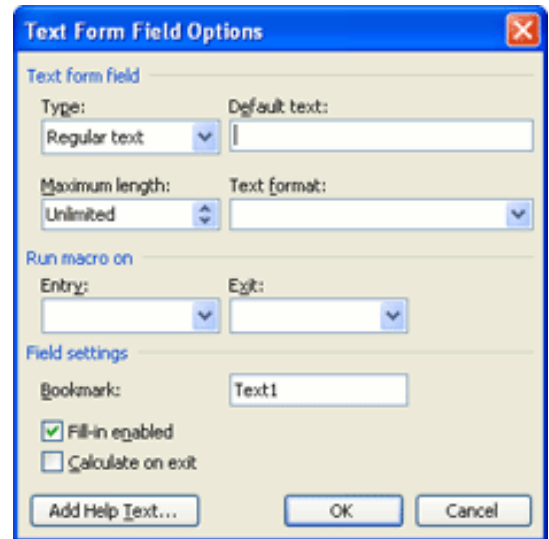 Text Form Field Options
Text form field
Type: Default text:
Regular text
Maximum length: Text format:
Unlimited
Run macro on
Entry: Exit:
Field settings
Bookmark: Text1
Fill-in enabled
Calculate on exit
Add Help Text... OK Cancel